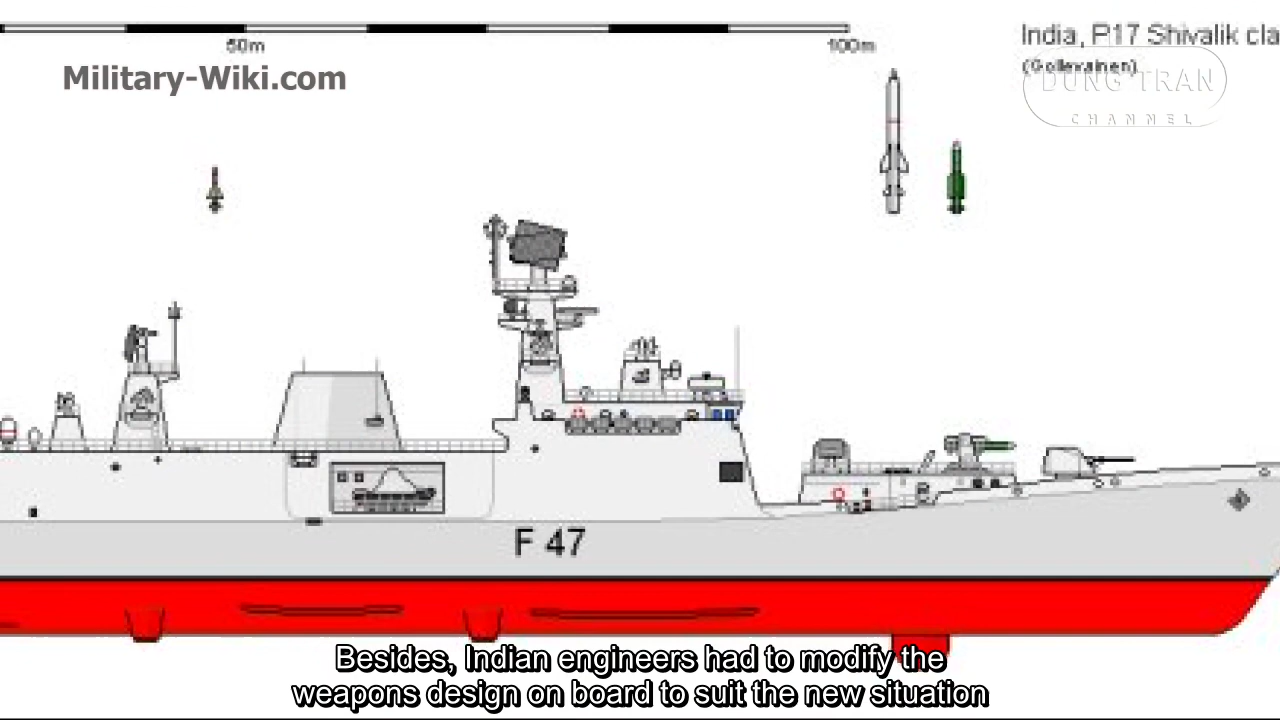 50m
100m
India, P17 Shivalik cla
Military-Wiki.com
(Gollevainen)
DUNG TRAN
CHANNEL
F 47
Besides, Indian engineers had to modify the
weapons design on board to suit the new situation